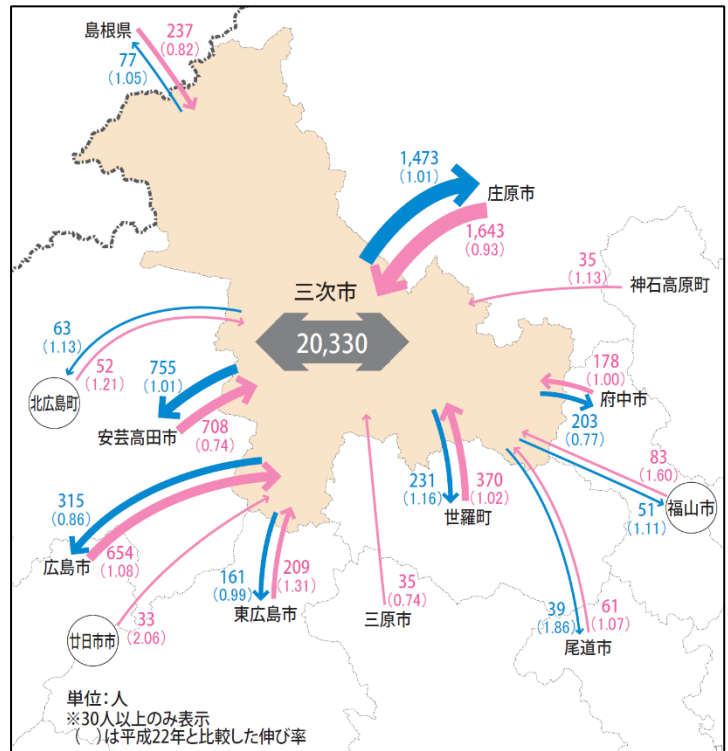 島根県
237
(0.82)
77
(1.05)
1,473
(1.01)
庄原市
1,643
(0.93)
35
(1.13)
神石高原町
三次市
20,330
63
(1.13)
52
(1.21)
北広島町
755
(1.01)
708
(0.74)
安芸高田市
178
(1.00)
府中市
203
(0.77)
83
(1.60)
福山市
51
(1.11)
231
(1.16)
370
(1.02)
世羅町
315
(0.86)
654
(1.08)
広島市
161
(0.99)
209
(1.31)
東広島市
35
(0.74)
三原市
39
(1.86)
61
(1.07)
尾道市
33
(2.06)
廿日市市
単位:人
※30人以上のみ表示
( )は平成22年と比較した伸び率